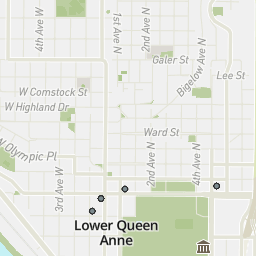 4th Ave W
1st Ave N
2nd Ave N
Galer St
Bigelow Ave N
Lee St
W Comstock St
W Highland Dr
Ward St
W Olympic Pl
3rd Ave W
2nd Ave N
4th Ave N
Lower Queen
Anne